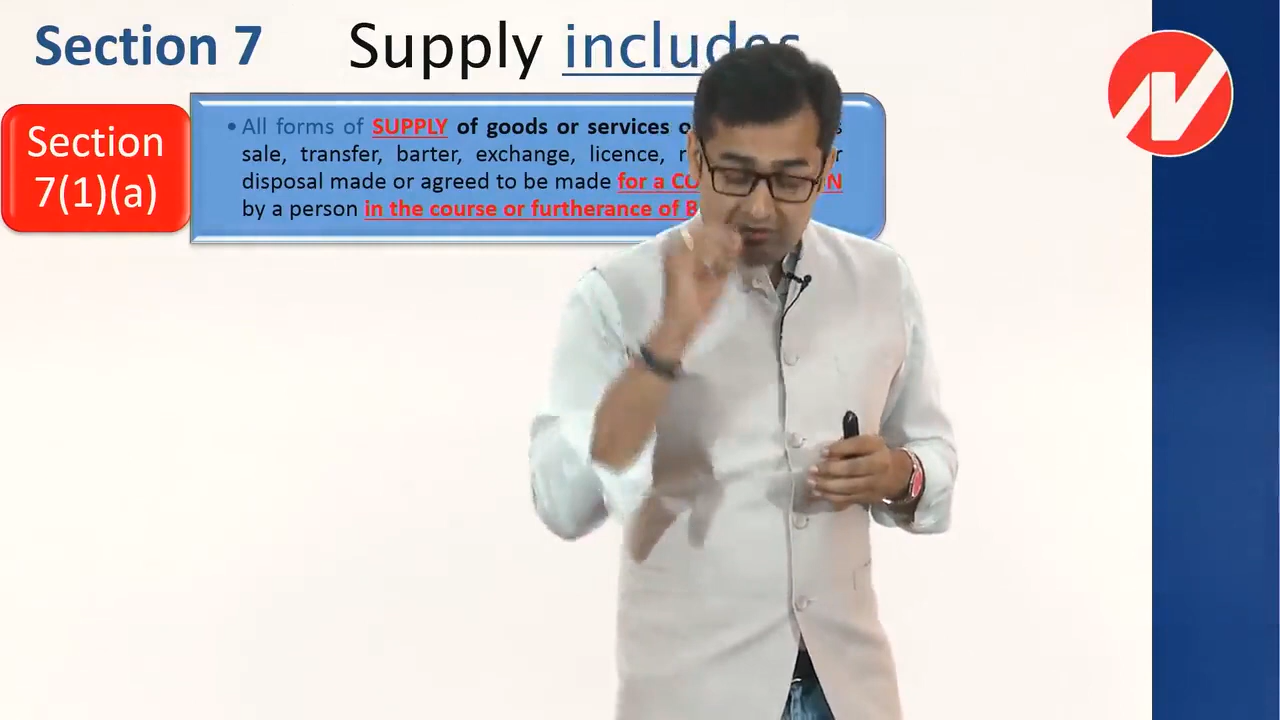 Section 7 Supply includes
Section
7(1)(a)
• All forms of SUPPLY of goods or services
sale, transfer, barter, exchange, licence,
disposal made or agreed to be made for a
by a person in the course or furtherance of